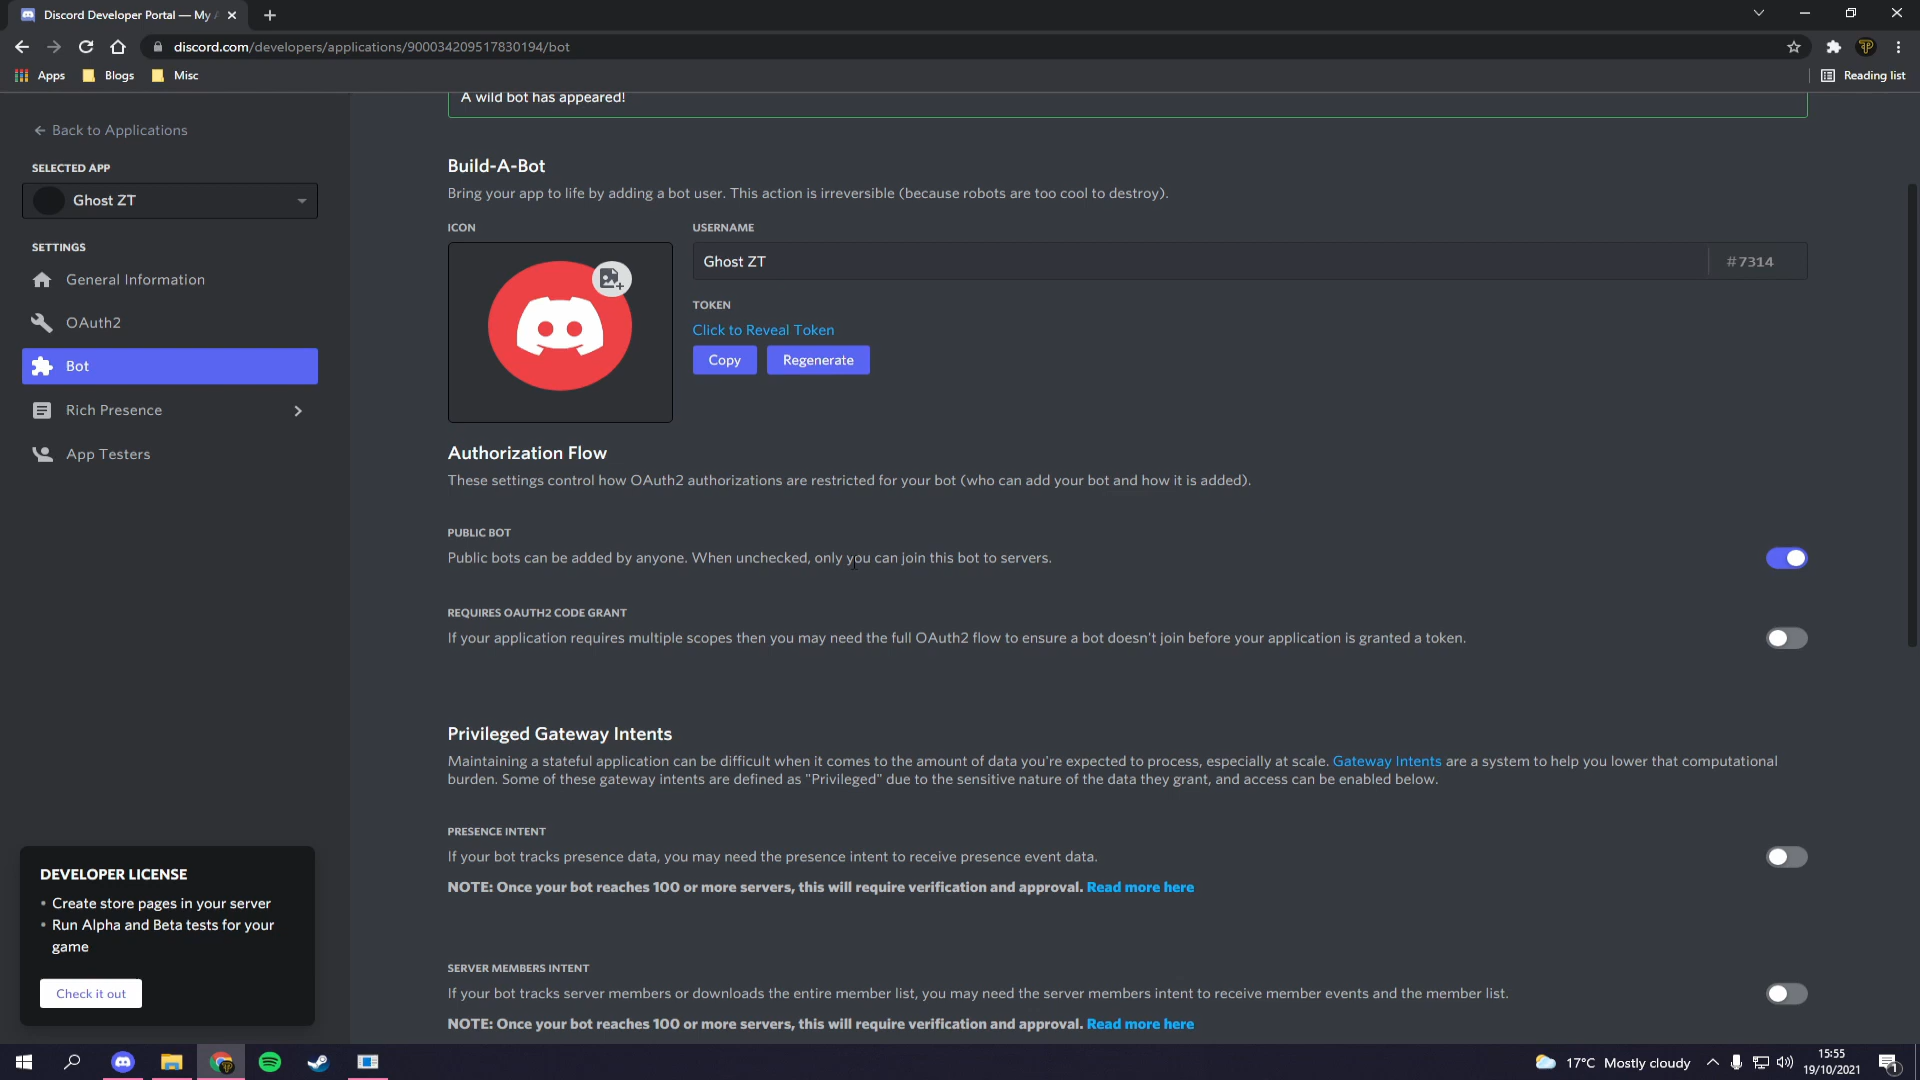 Discord Developer Portal — My A
discord.com/developers/applications/900034209517830194/bot
Apps
Blogs
Misc
Reading list
A wild bot has appeared!
Back to Applications
SELECTED APP
Ghost ZT
SETTINGS
General Information
OAuth2
Bot
Rich Presence
App Testers
DEVELOPER LICENSE
• Create store pages in your server
• Run Alpha and Beta tests for your
game
Check it out
Build-A-Bot
Bring your app to life by adding a bot user. This action is irreversible (because robots are too cool to destroy).
ICON
USERNAME
Ghost ZT
#7314
TOKEN
Click to Reveal Token
Copy
Regenerate
Authorization Flow
These settings control how OAuth2 authorizations are restricted for your bot (who can add your bot and how it is added).
PUBLIC BOT
Public bots can be added by anyone. When unchecked, only you can join this bot to servers.
REQUIRES OAUTH2 CODE GRANT
If your application requires multiple scopes then you may need the full OAuth2 flow to ensure a bot doesn't join before your application is granted a token.
Privileged Gateway Intents
Maintaining a stateful application can be difficult when it comes to the amount of data you're expected to process, especially at scale. Gateway Intents are a system to help you lower that computational
burden. Some of these gateway intents are defined as "Privileged" due to the sensitive nature of the data they grant, and access can be enabled below.
PRESENCE INTENT
If your bot tracks presence data, you may need the presence intent to receive presence event data.
NOTE: Once your bot reaches 100 or more servers, this will require verification and approval. Read more here
SERVER MEMBERS INTENT
If your bot tracks server members or downloads the entire member list, you may need the server members intent to receive member events and the member list.
NOTE: Once your bot reaches 100 or more servers, this will require verification and approval. Read more here
17°C Mostly cloudy
15:55
19/10/2021
1